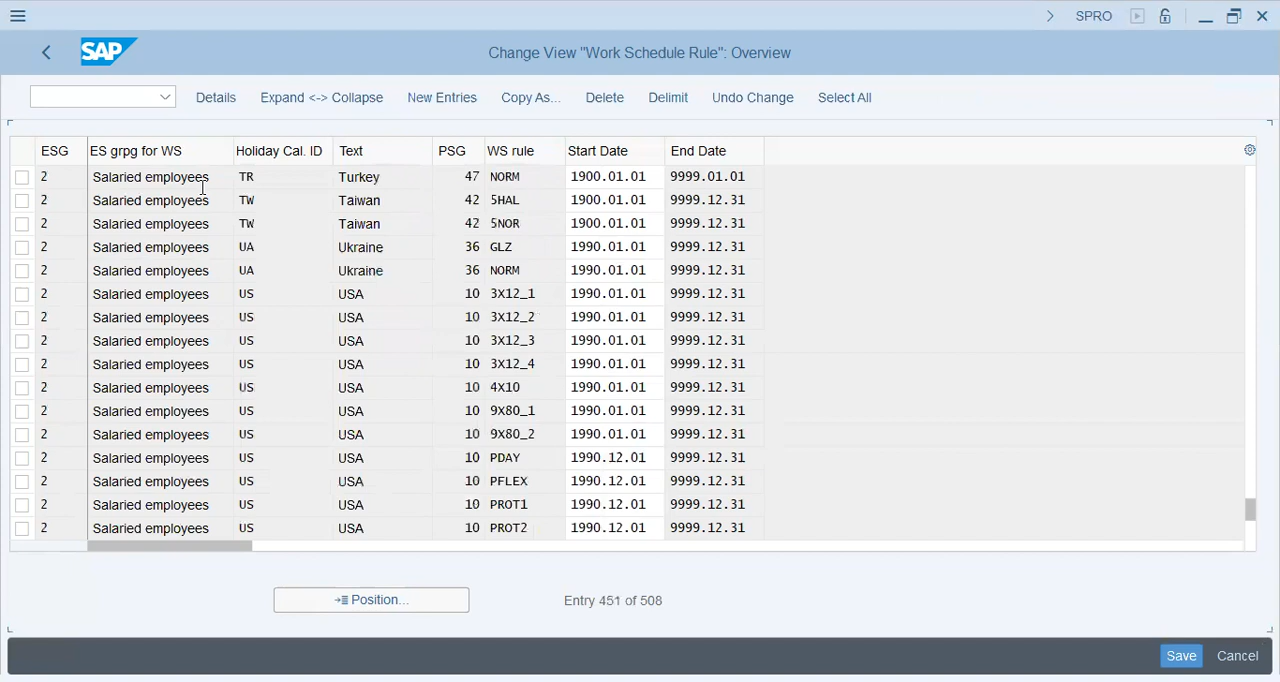 SPRO
SAP Change View "Work Schedule Rule": Overview
Details Expand <-> Collapse New Entries Copy As... Delete Delimit Undo Change Select All
ESG ES grpg for WS Holiday Cal. ID Text PSG WS rule Start Date End Date
2 Salaried employees TR Turkey 47 NORM 1900.01.01 9999.01.01
2 Salaried employees TW Taiwan 42 5HAL 1900.01.01 9999.12.31
2 Salaried employees TW Taiwan 42 5NOR 1900.01.01 9999.12.31
2 Salaried employees UA Ukraine 36 GLZ 1990.01.01 9999.12.31
2 Salaried employees UA Ukraine 36 NORM 1990.01.01 9999.12.31
2 Salaried employees US USA 10 3X12_1 1990.01.01 9999.12.31
2 Salaried employees US USA 10 3X12_2 1990.01.01 9999.12.31
2 Salaried employees US USA 10 3X12_3 1990.01.01 9999.12.31
2 Salaried employees US USA 10 3X12_4 1990.01.01 9999.12.31
2 Salaried employees US USA 10 4X10 1990.01.01 9999.12.31
2 Salaried employees US USA 10 9X80_1 1990.01.01 9999.12.31
2 Salaried employees US USA 10 9X80_2 1990.01.01 9999.12.31
2 Salaried employees US USA 10 PDAY 1990.12.01 9999.12.31
2 Salaried employees US USA 10 PFLEX 1990.12.01 9999.12.31
2 Salaried employees US USA 10 PROT1 1990.12.01 9999.12.31
2 Salaried employees US USA 10 PROT2 1990.12.01 9999.12.31
Position... Entry 451 of 508
Save Cancel